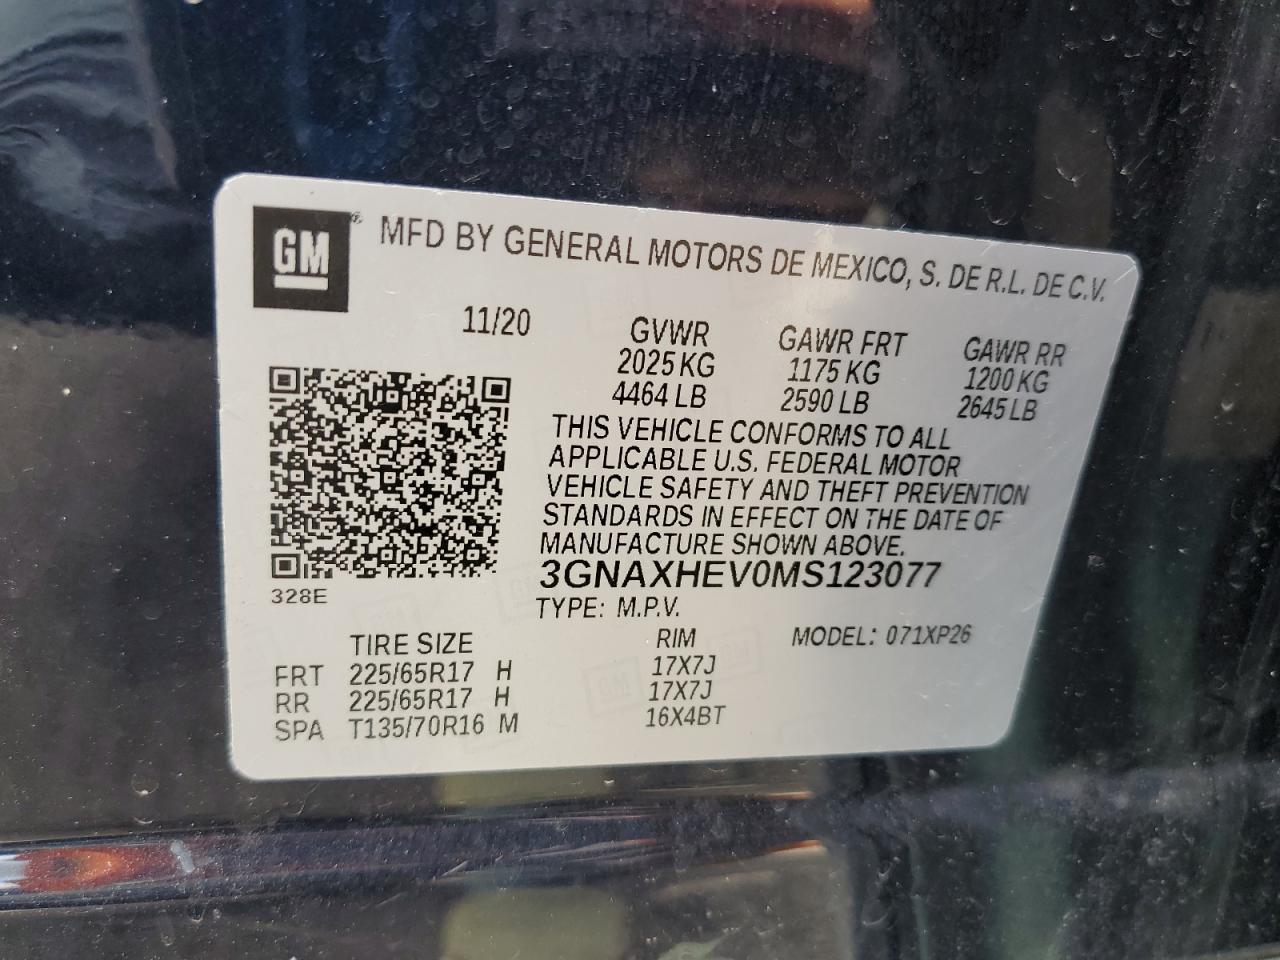 GM® MFD BY GENERAL MOTORS DE MEXICO, S. DE R.L. DE C.V.
11/20 GVWR GAWR FRT GAWR RR
2025 KG 1175 KG 1200 KG
4464 LB 2590 LB 2645 LB
THIS VEHICLE CONFORMS TO ALL
APPLICABLE U.S. FEDERAL MOTOR
VEHICLE SAFETY AND THEFT PREVENTION
STANDARDS IN EFFECT ON THE DATE OF
MANUFACTURE SHOWN ABOVE.
3GNAXHEV0MS123077
328E
TYPE: M.P.V.
TIRE SIZE RIM MODEL: 071XP26
FRT 225/65R17 H 17X7J
RR 225/65R17 H 17X7J
SPA T135/70R16 M 16X4BT